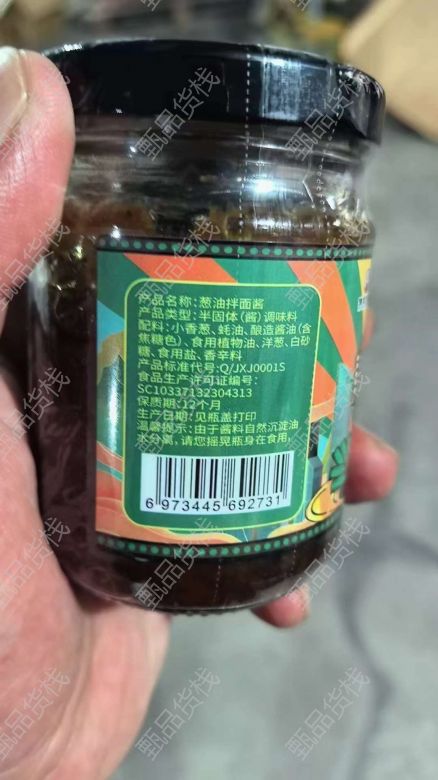 产品名称:葱油拌面酱
产品类型:半固体(酱)调味料
配料:小香葱、蚝油、酿造酱油(含
焦糖色)、食用植物油、洋葱、白砂
糖、食用盐、香辛料
产品标准代号:Q/JXJ0001S
食品生产许可证编号:
SC10337132304313
保质期:12个月
生产日期:见瓶盖打印
温馨提示:由于酱料自然沉淀油
水分离,请您摇晃瓶身在食用,
6 973445 692731
甄品货栈